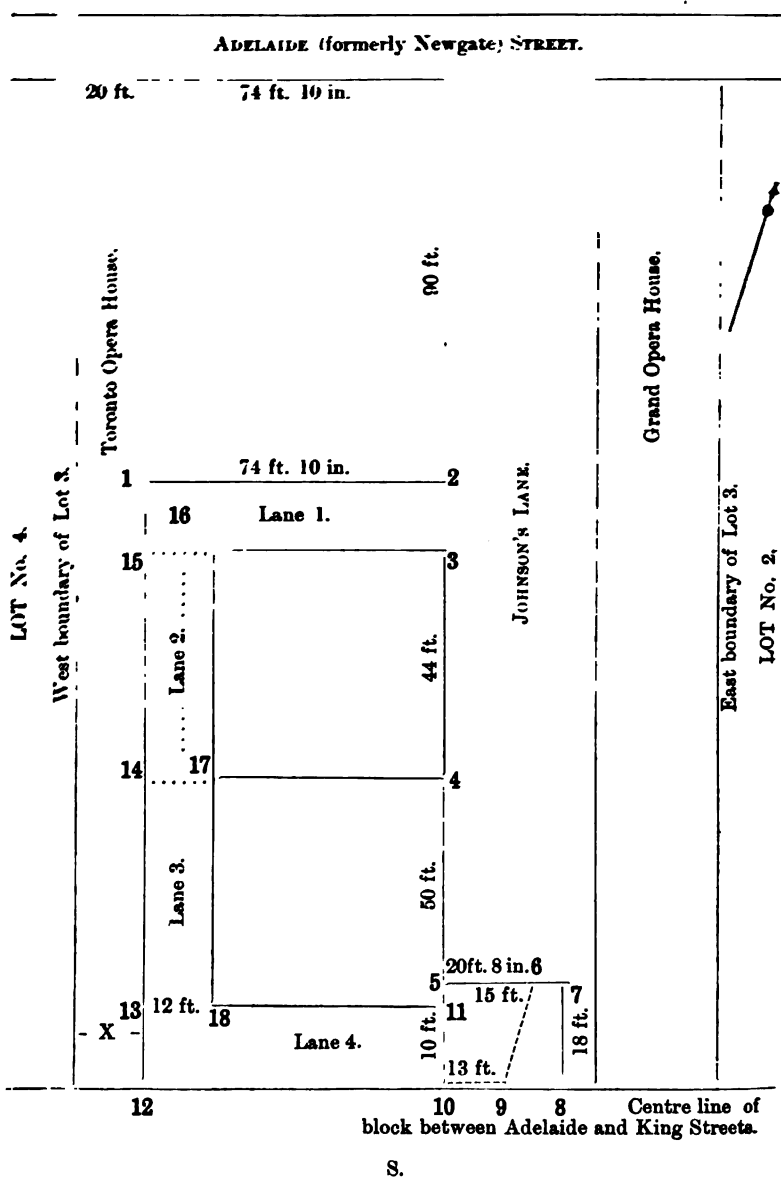 ADELAIDE (formerly Newgate) STREET.
20 ft. 74 ft. 10 in.
90 ft.
Toronto Opera House.
Grand Opera House.
1 74 ft. 10 in. 2
16 Lane 1.
15 3
JOHNSON'S LANE.
LOT No. 4.
West boundary of Lot 3.
East boundary of Lot 3.
LOT No. 2,
Lane 2.
44 ft.
14 17 4
Lane 3.
50 ft.
20ft. 8 in. 6
5 15 ft. 7
13 12 ft. 18 11
- X -
Lane 4.
10 ft.
18 ft.
13 ft.
12 10 9 8 Centre line of
block between Adelaide and King Streets.
S.